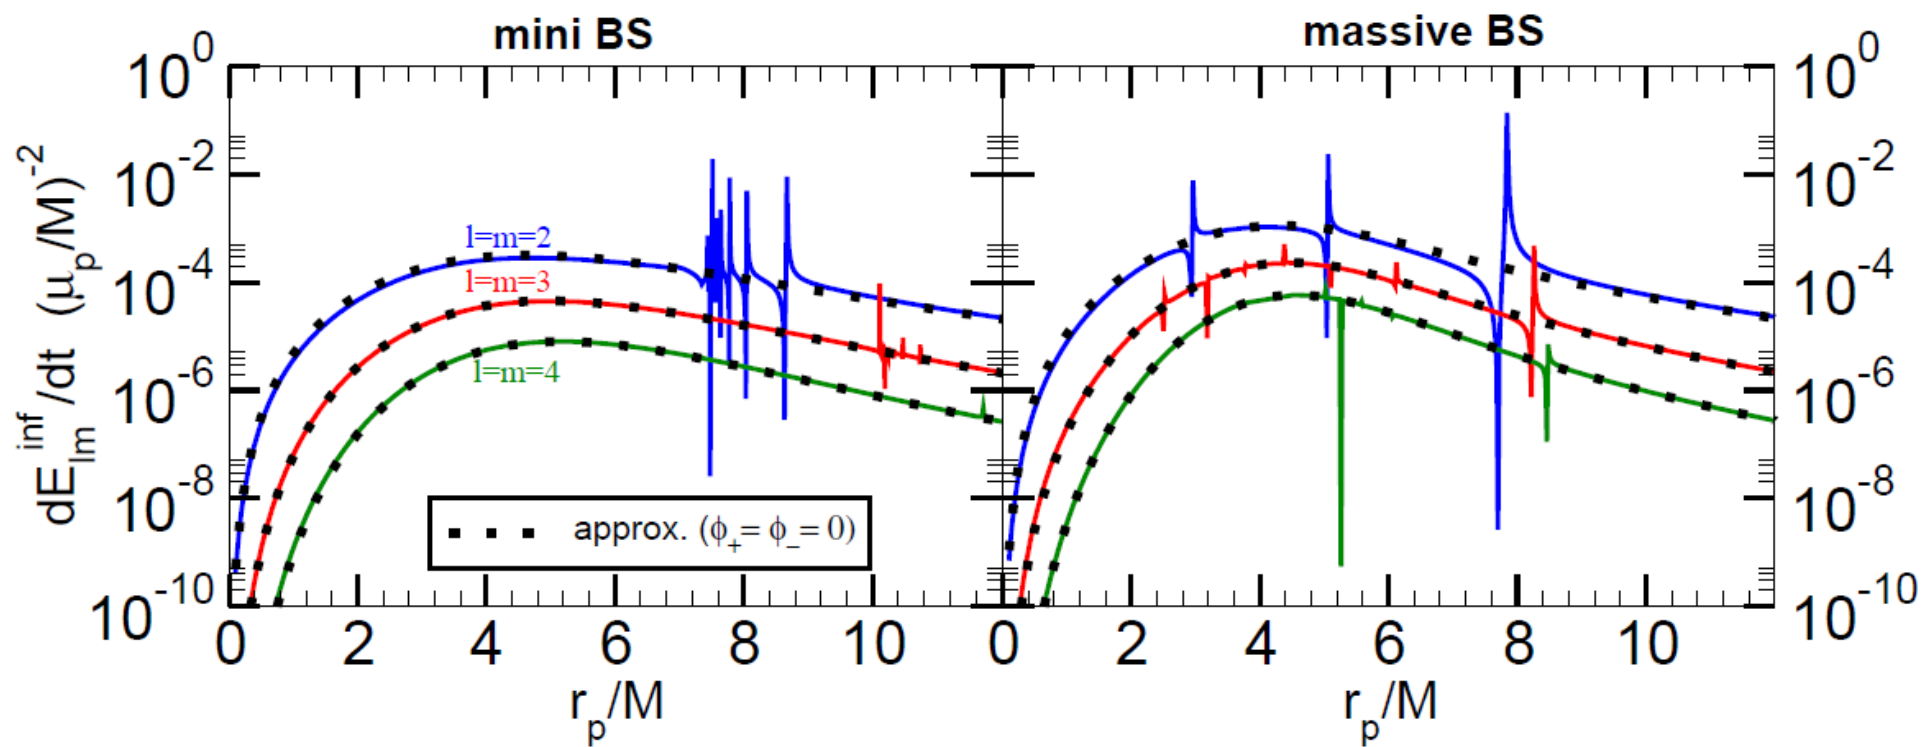 mini BS
massive BS
dE_{lm}^{inf}/dt (μ_p/M)^{-2}
10^0
10^{-2}
10^{-4}
10^{-6}
10^{-8}
10^{-10}
l=m=2
l=m=3
l=m=4
approx. (ϕ_+= ϕ_-= 0)
10^0
10^{-2}
10^{-4}
10^{-6}
10^{-8}
10^{-10}
0 2 4 6 8 10 0 2 4 6 8 10
r_p/M
r_p/M